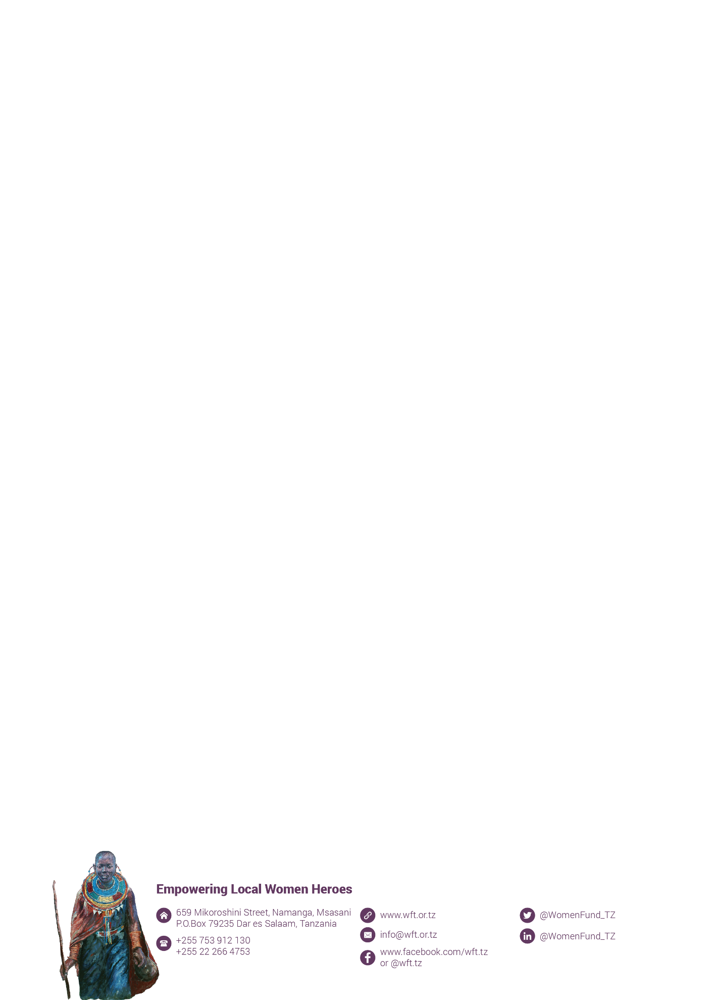 Empowering Local Women Heroes
659 Mikoroshini Street, Namanga, Msasani
P.O.Box 79235 Dar es Salaam, Tanzania
+255 753 912 130
+255 22 266 4753
www.wft.or.tz
info@wft.or.tz
www.facebook.com/wft.tz
or @wft.tz
@WomenFund_TZ
@WomenFund_TZ